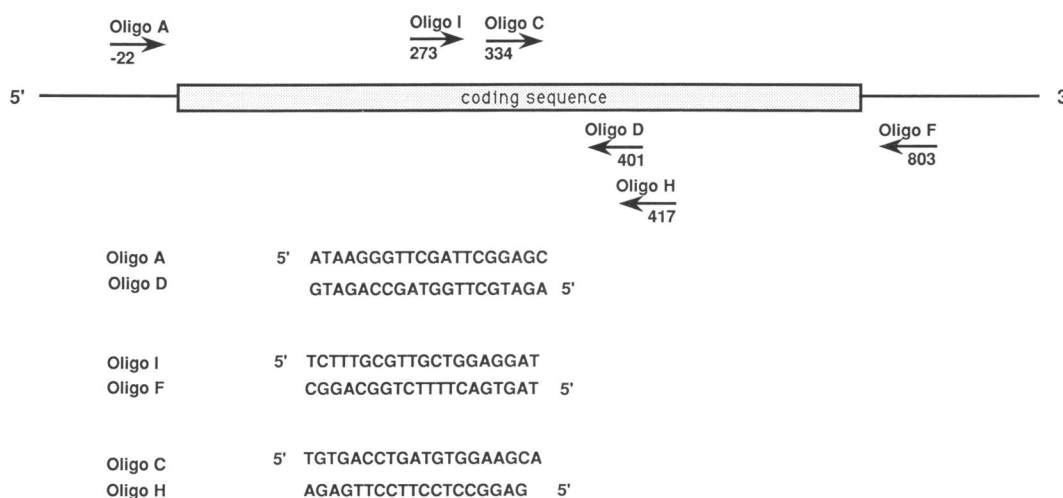 Oligo A
-22
Oligo I
273
Oligo C
334
5'
coding sequence
3
Oligo D
401
Oligo H
417
Oligo F
803
Oligo A 5' ATAAGGGTTCGATTCGGAGC
Oligo D GTAGACCGATGGTTCGTAGA 5'
Oligo I 5' TCTTTGCGTTGCTGGAGGAT
Oligo F CGGACGGTCTTTTCAGTGAT 5'
Oligo C 5' TGTGACCTGATGTGGAAGCA
Oligo H AGAGTTCCTTCCTCCGGAG 5'